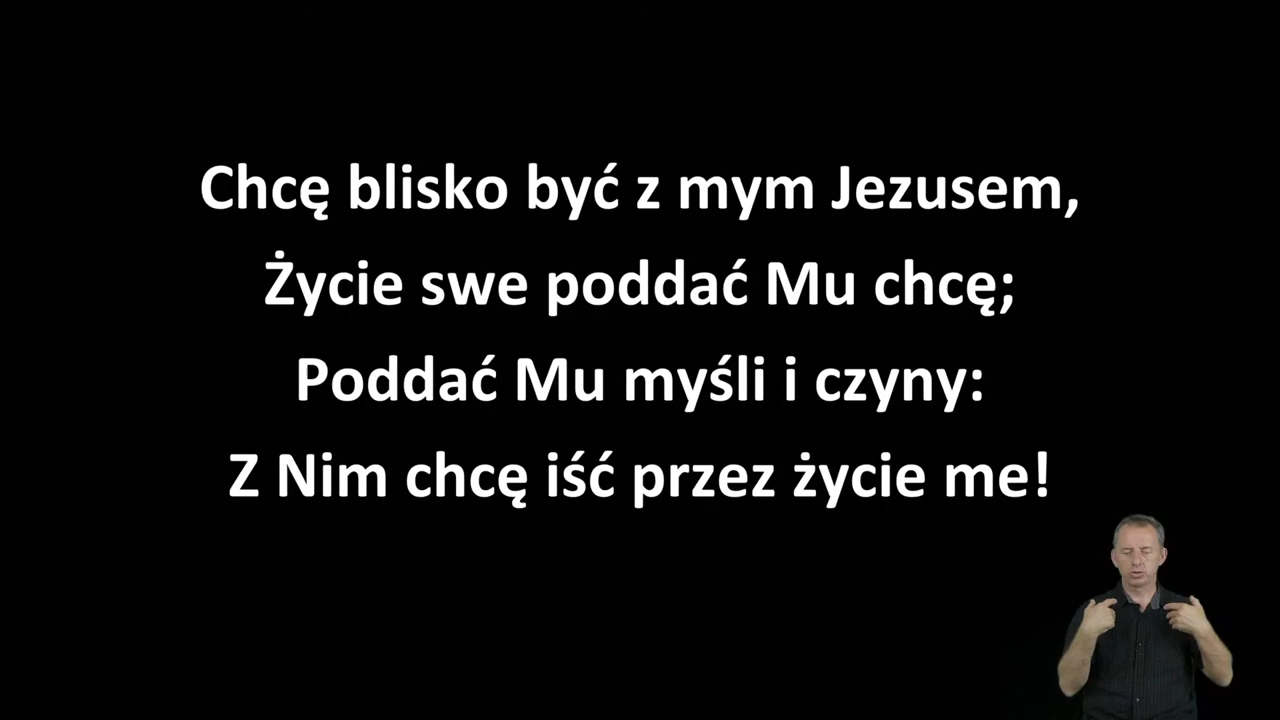 Chcę blisko być z mym Jezusem,
Życie swe poddać Mu chcę;
Poddać Mu myśli i czyny:
Z Nim chcę iść przez życie me!